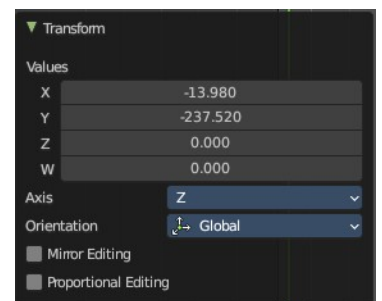 Transform
Values
X -13.980
Y -237.520
Z 0.000
W 0.000
Axis Z
Orientation Global
Mirror Editing
Proportional Editing